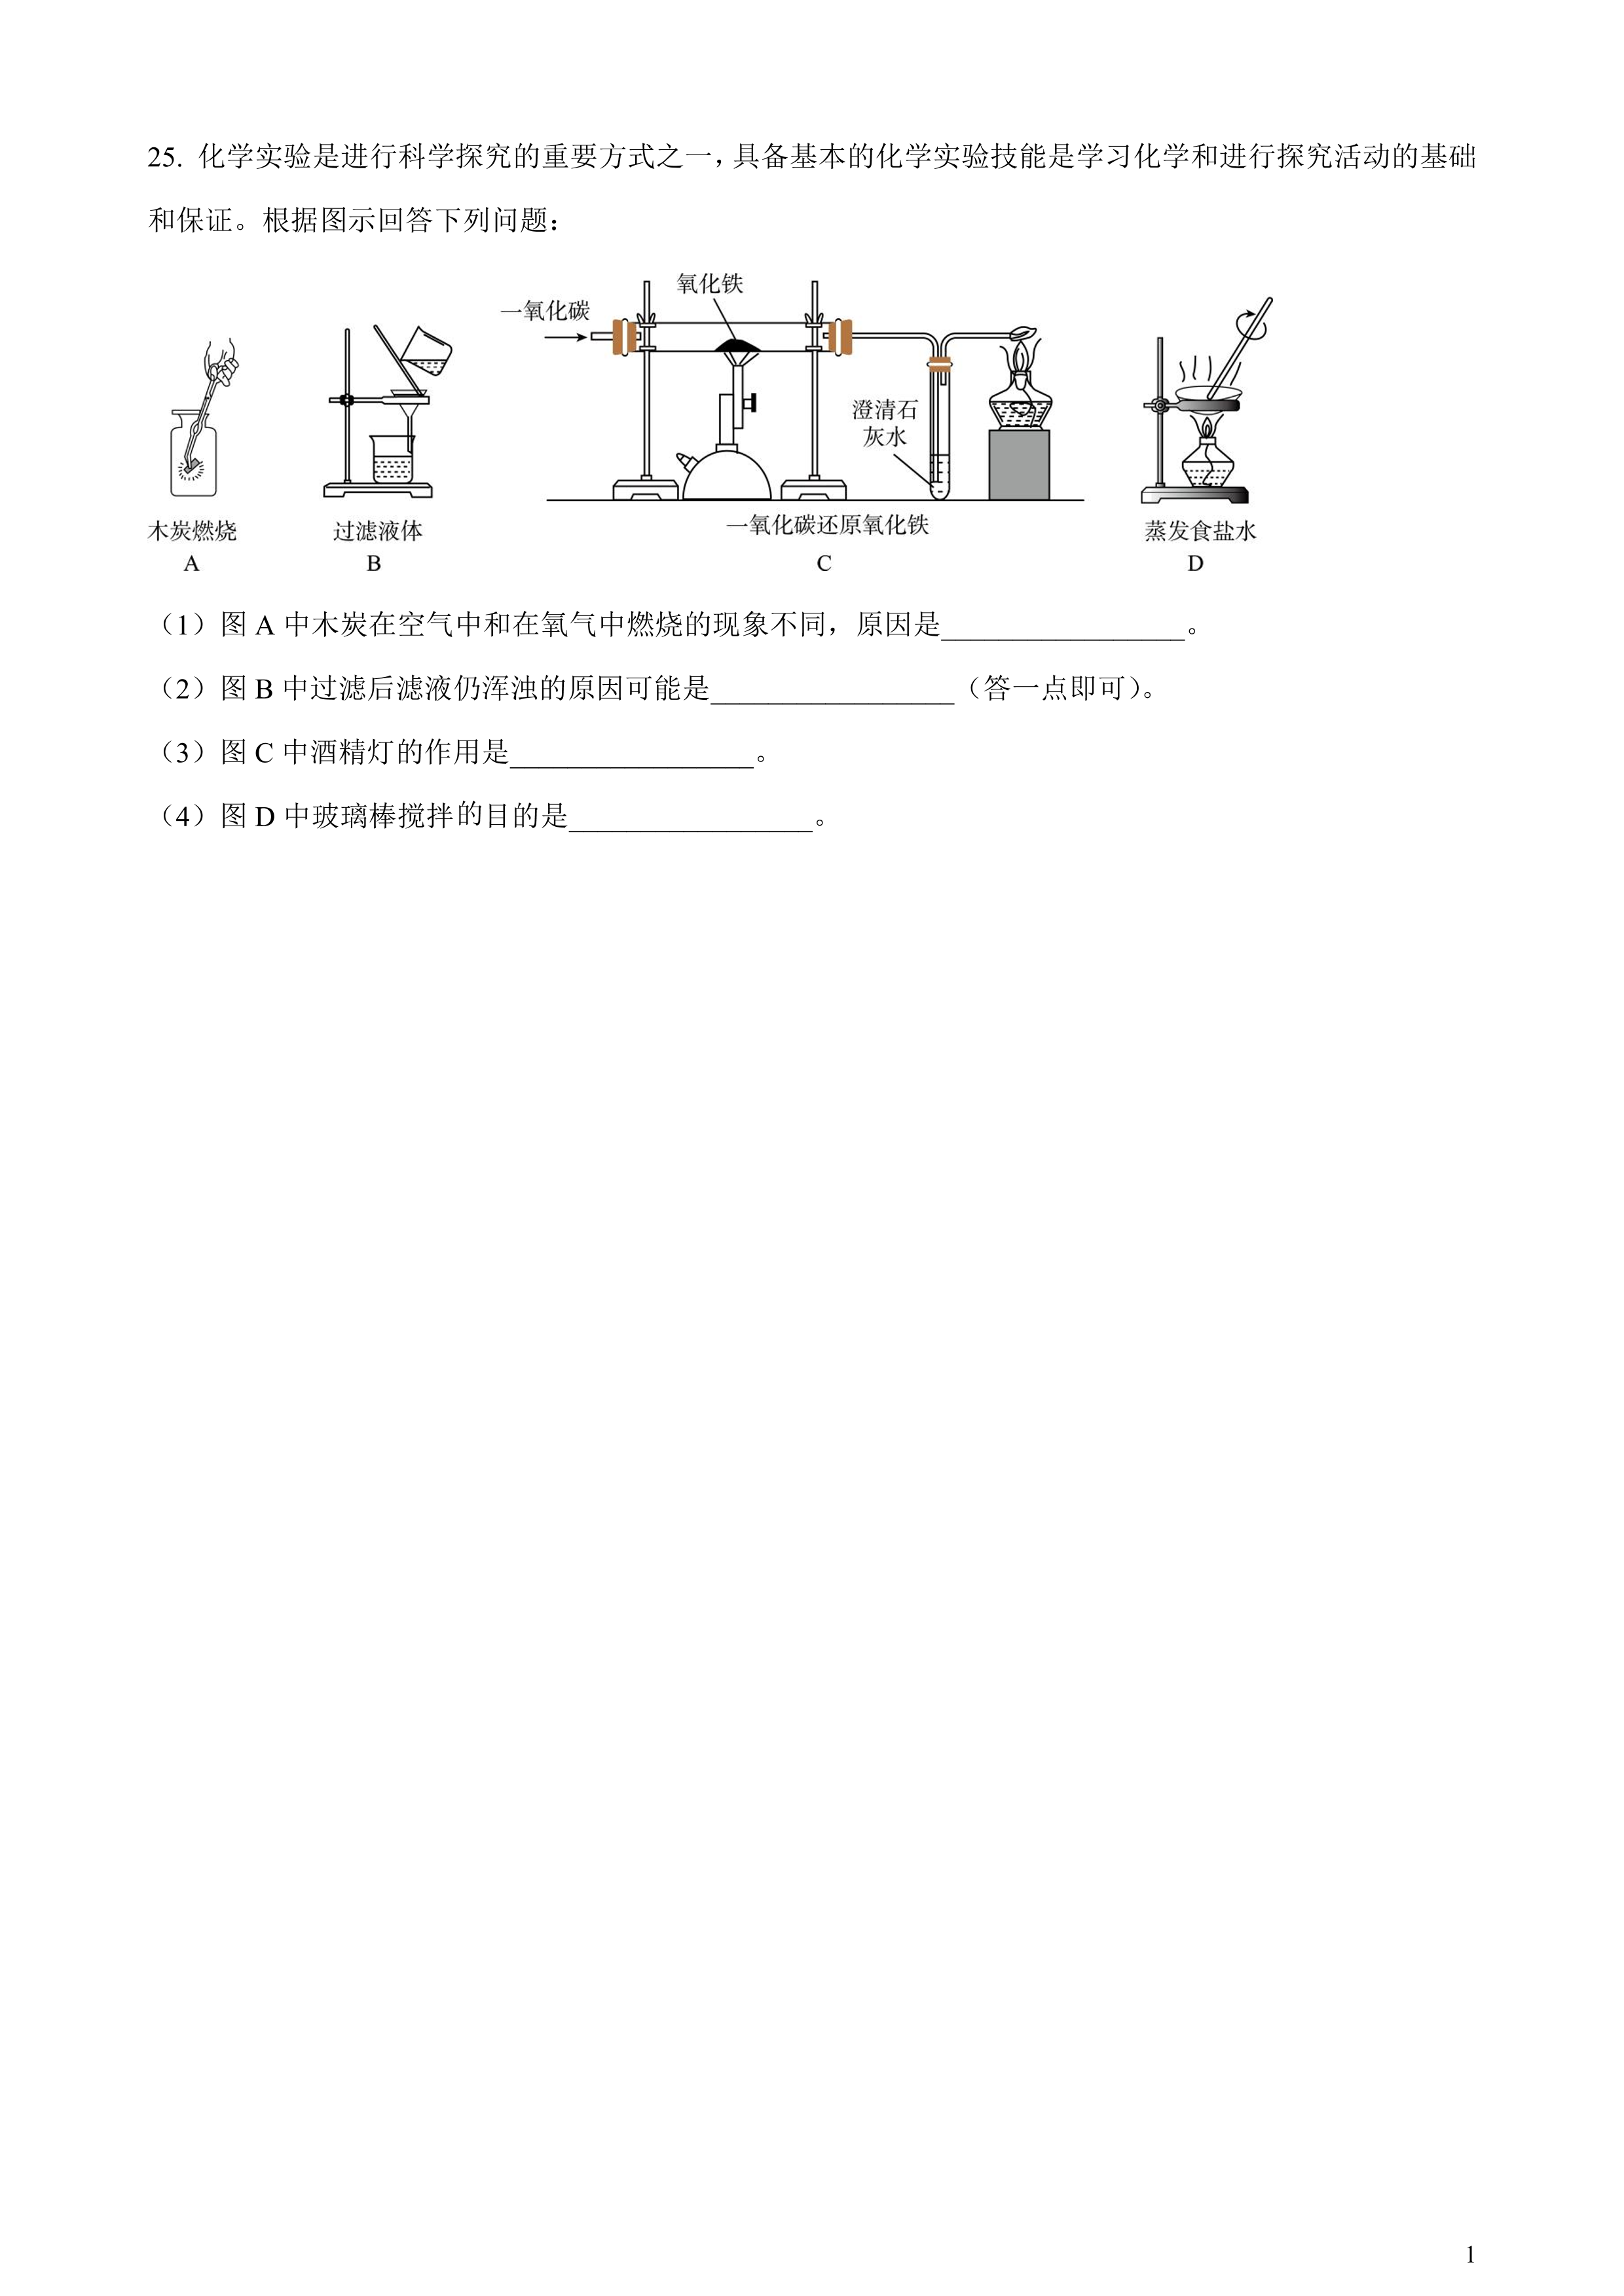 25. 化学实验是进行科学探究的重要方式之一，具备基本的化学实验技能是学习化学和进行探究活动的基础
和保证。根据图示回答下列问题：
一氧化碳
氧化铁
澄清石
灰水
木炭燃烧
过滤液体
一氧化碳还原氧化铁
蒸发食盐水
A
B
C
D
（1）图 A 中木炭在空气中和在氧气中燃烧的现象不同，原因是_________________。
（2）图 B 中过滤后滤液仍浑浊的原因可能是_________________（答一点即可）。
（3）图 C 中酒精灯的作用是_________________。
（4）图 D 中玻璃棒搅拌的目的是_________________。
1